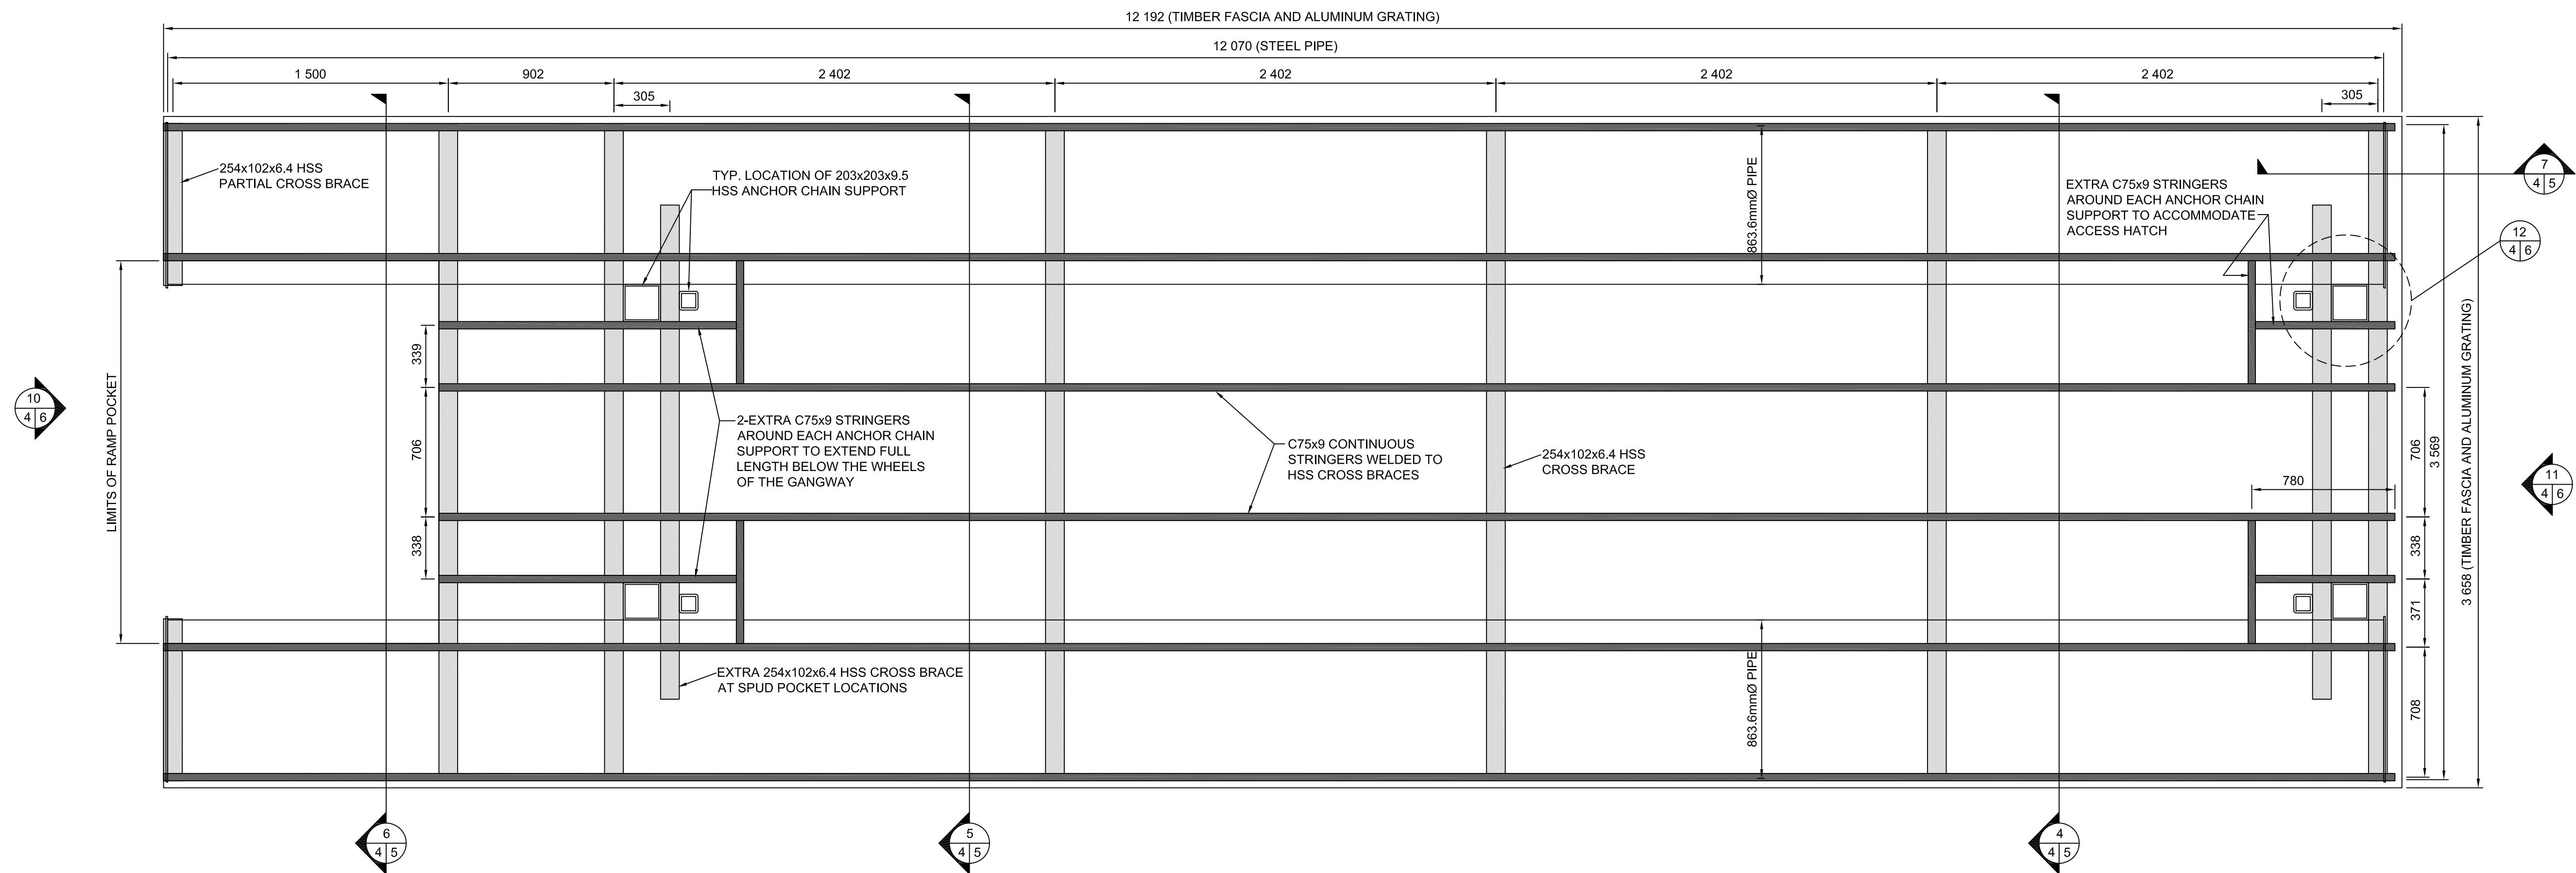 12 192 (TIMBER FASCIA AND ALUMINUM GRATING)
12 070 (STEEL PIPE)
1 500
902
2 402
2 402
2 402
2 402
305
305
254x102x6.4 HSS
PARTIAL CROSS BRACE
TYP. LOCATION OF 203x203x9.5
HSS ANCHOR CHAIN SUPPORT
863.6mmØ PIPE
EXTRA C75x9 STRINGERS
AROUND EACH ANCHOR CHAIN
SUPPORT TO ACCOMMODATE
ACCESS HATCH
7
4 5
12
4 6
LIMITS OF RAMP POCKET
10
4 6
339
706
338
2-EXTRA C75x9 STRINGERS
AROUND EACH ANCHOR CHAIN
SUPPORT TO EXTEND FULL
LENGTH BELOW THE WHEELS
OF THE GANGWAY
C75x9 CONTINUOUS
STRINGERS WELDED TO
HSS CROSS BRACES
254x102x6.4 HSS
CROSS BRACE
780
706
338
371
708
3 569
3 658 (TIMBER FASCIA AND ALUMINUM GRATING)
11
4 6
EXTRA 254x102x6.4 HSS CROSS BRACE
AT SPUD POCKET LOCATIONS
863.6mmØ PIPE
6
4 5
5
4 5
4
4 5